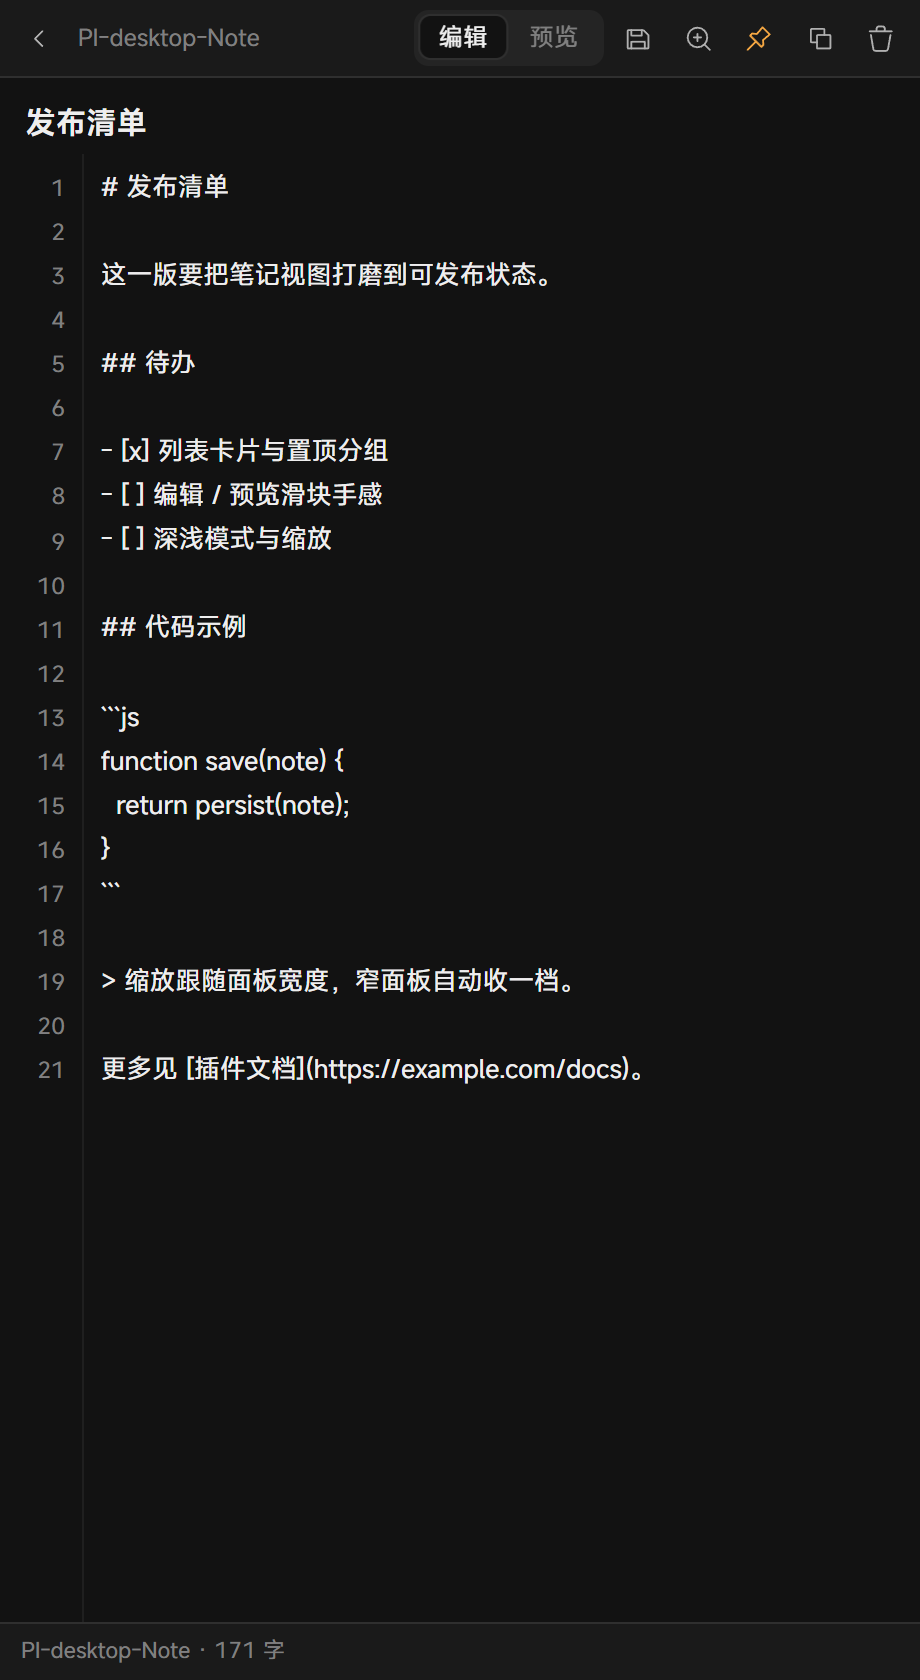 PI-desktop-Note 编辑 预览
发布清单
1 # 发布清单
2
3 这一版要把笔记视图打磨到可发布状态。
4
5 ## 待办
6
7 - [x] 列表卡片与置顶分组
8 - [ ] 编辑 / 预览滑块手感
9 - [ ] 深浅模式与缩放
10
11 ## 代码示例
12
13 ```js
14 function save(note) {
15   return persist(note);
16 }
17 ```
18
19 > 缩放跟随面板宽度，窄面板自动收一档。
20
21 更多见 [插件文档](https://example.com/docs)。
PI-desktop-Note · 171 字